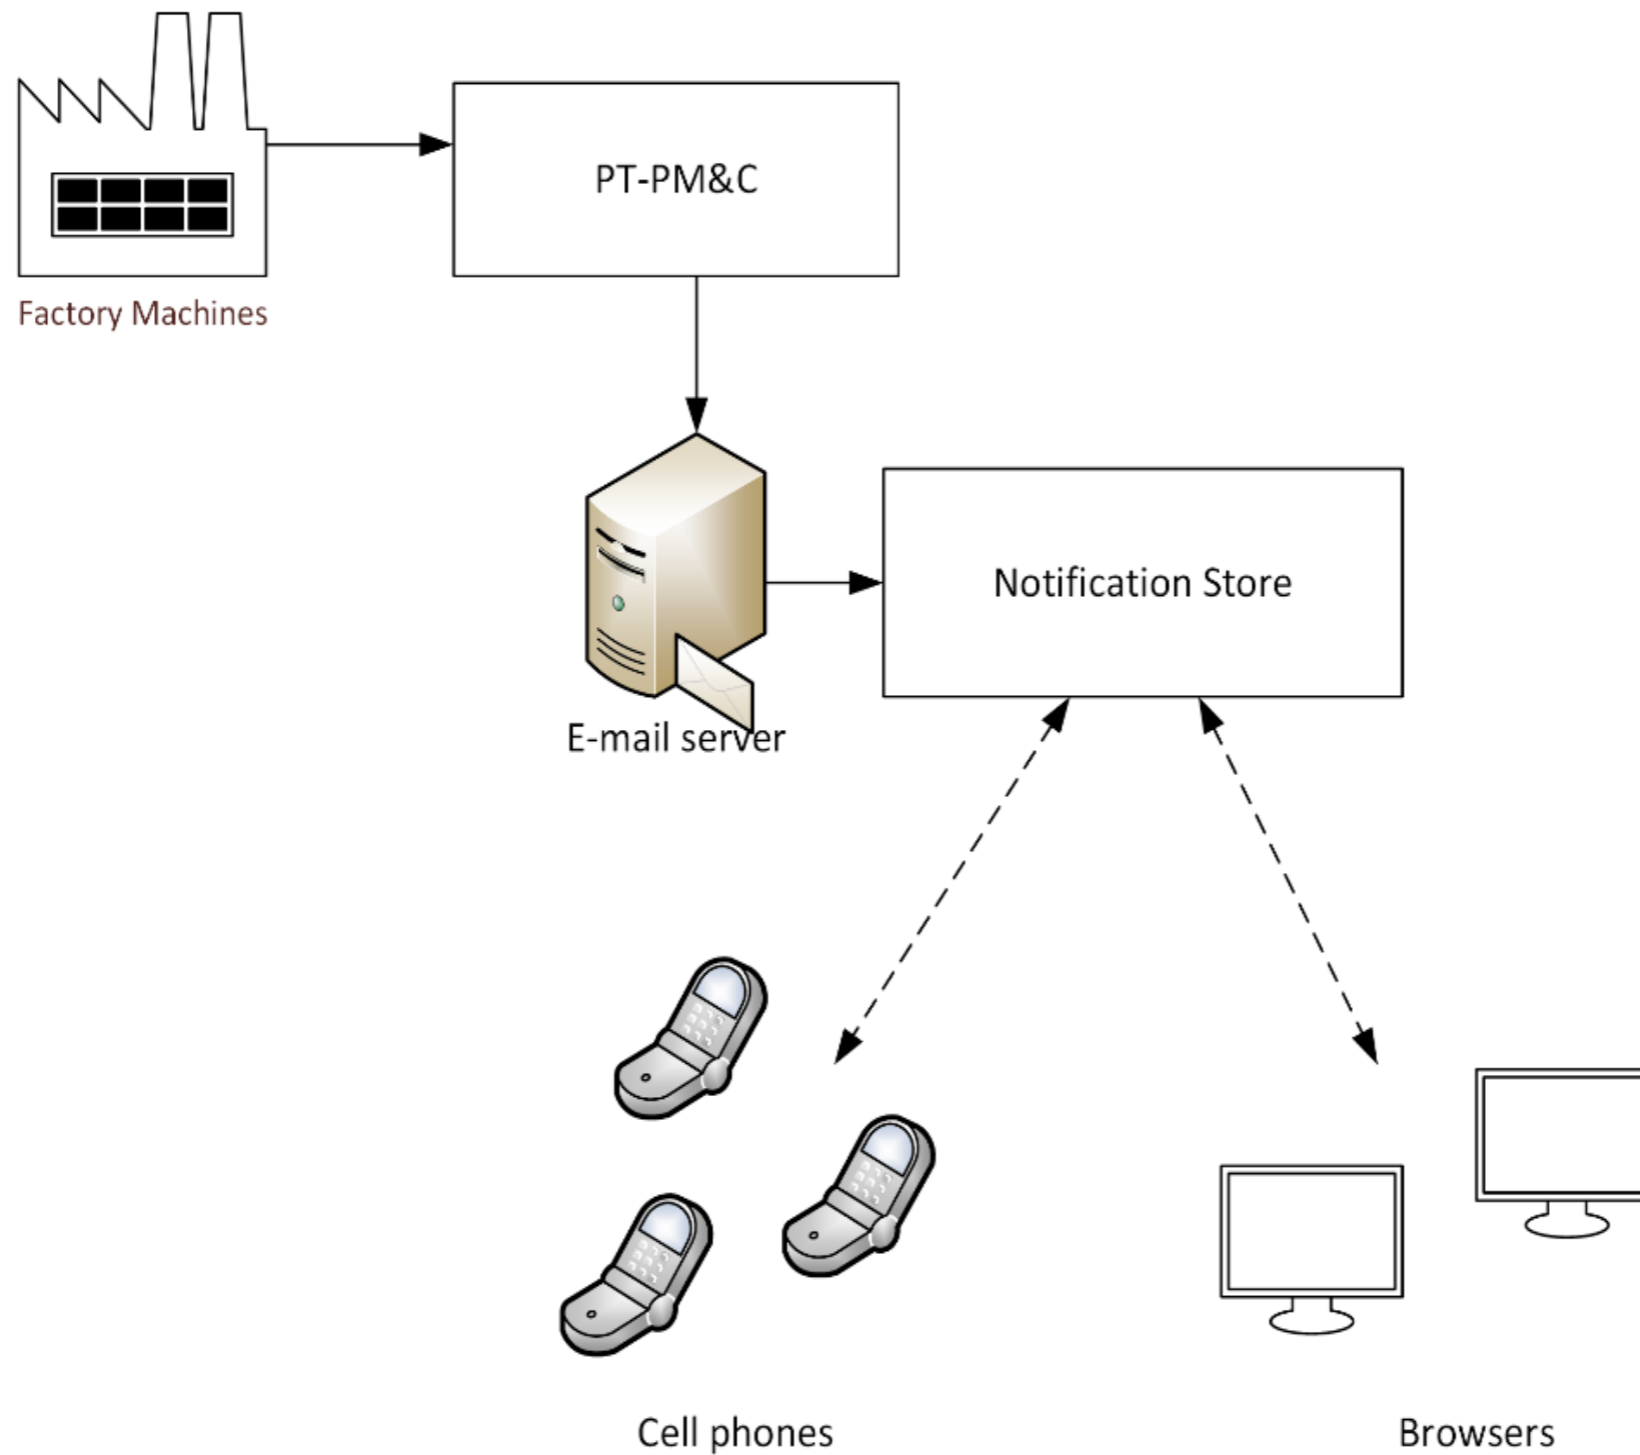 PT-PM&C
Factory Machines
Notification Store
E-mail server
Cell phones
Browsers